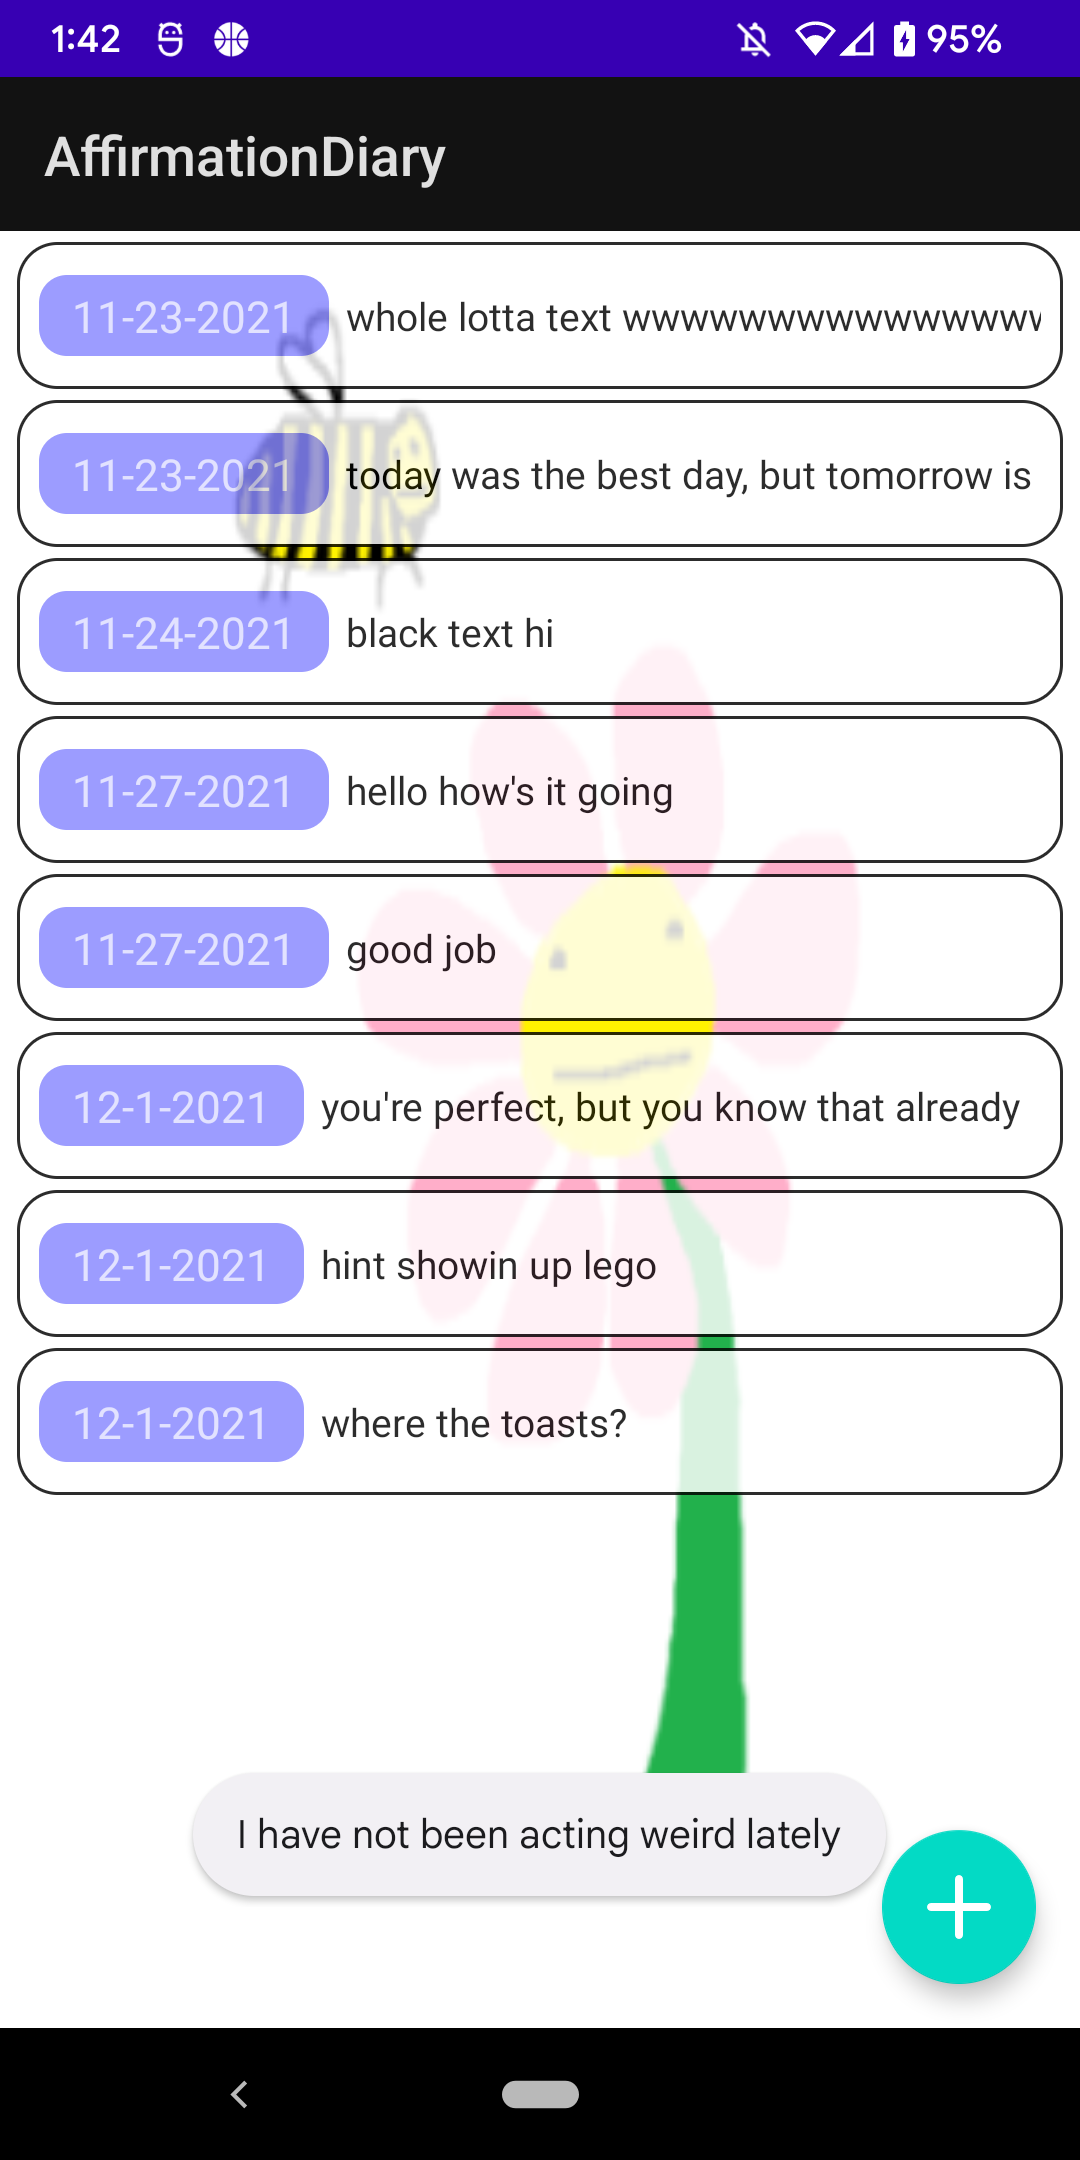 1:42 95%
AffirmationDiary
11-23-2021 whole lotta text wwwwwwwwwwwwwww
11-23-2021 today was the best day, but tomorrow is
11-24-2021 black text hi
11-27-2021 hello how's it going
11-27-2021 good job
12-1-2021 you're perfect, but you know that already
12-1-2021 hint showin up lego
12-1-2021 where the toasts?
I have not been acting weird lately